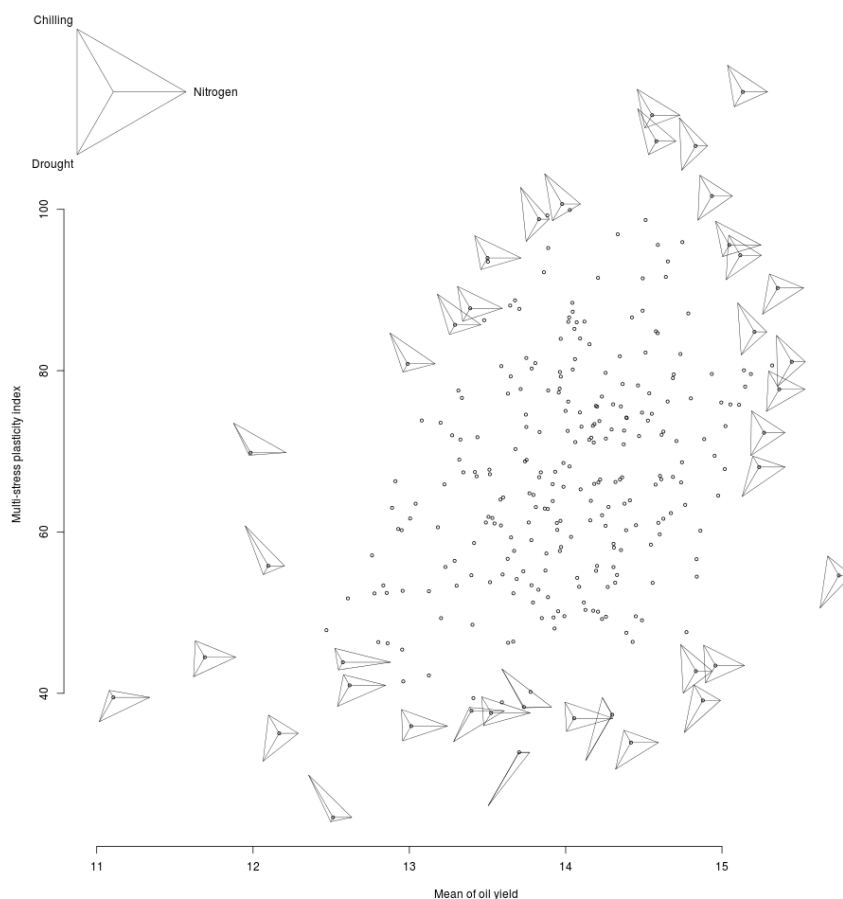 Chilling
Nitrogen
Drought
Multi-stress plasticity index
100
80
60
40
11 12 13 14 15
Mean of oil yield